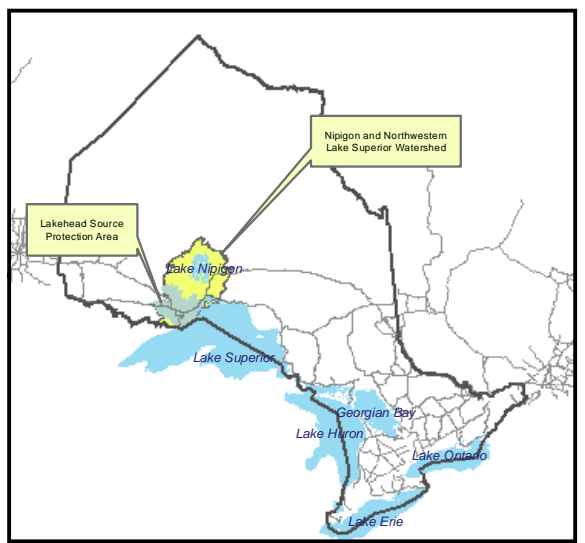 Nipigon and Northwestern
Lake Superior Watershed
Lakehead Source
Protection Area
Lake Nipigon
Lake Superior
Georgian Bay
Lake Huron
Lake Ontario
Lake Erie